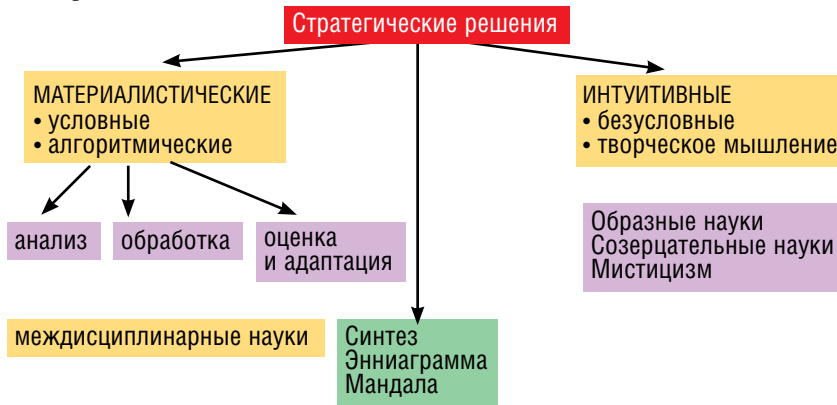 Стратегические решения
МАТЕРИАЛИСТИЧЕСКИЕ
• условные
• алгоритмические
ИНТУИТИВНЫЕ
• безусловные
• творческое мышление
анализ
обработка
оценка
и адаптация
Образные науки
Созерцательные науки
Мистицизм
междисциплинарные науки
Синтез
Энниаграмма
Мандала